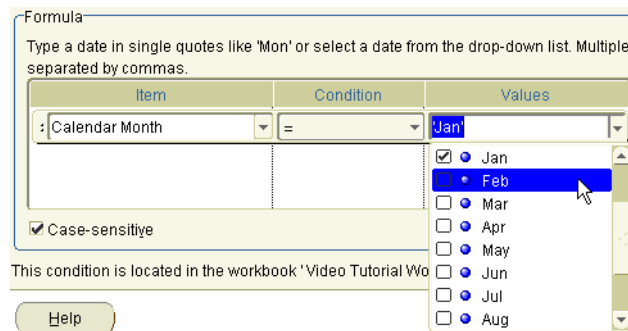 Formula
Type a date in single quotes like 'Mon' or select a date from the drop-down list. Multiple
separated by commas.
Item Condition Values
Calendar Month = 'Jan'
Jan
Feb
Mar
Apr
May
Jun
Jul
Aug
Case-sensitive
This condition is located in the workbook 'Video Tutorial Wo
Help